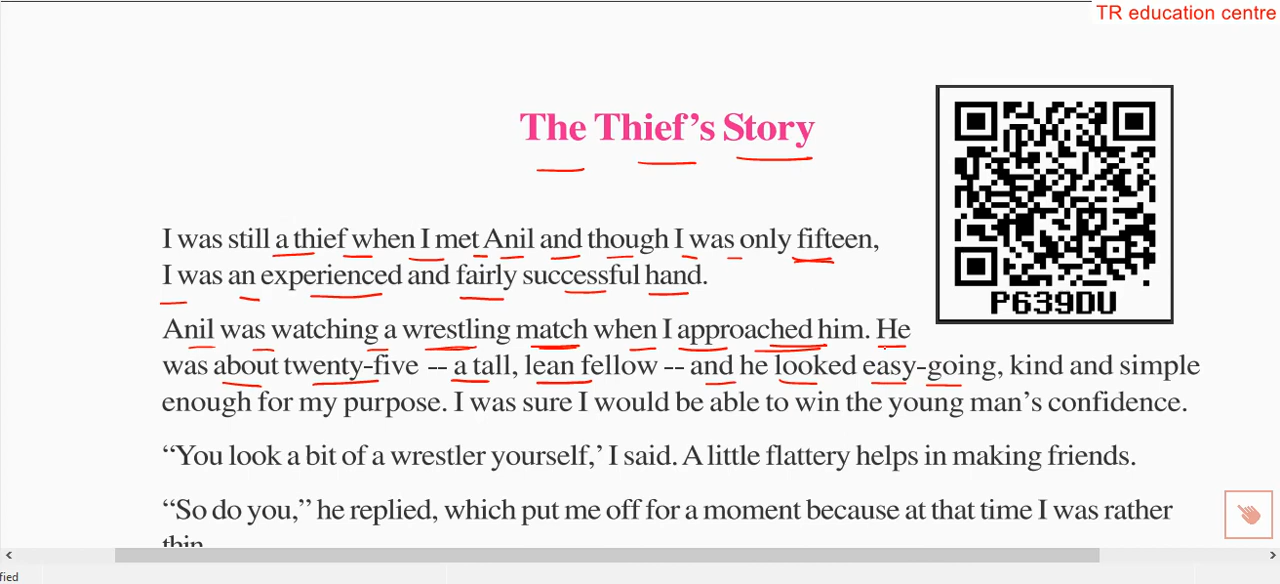 TR education centre
The Thief’s Story
I was still a thief when I met Anil and though I was only fifteen,
I was an experienced and fairly successful hand.
P639DU
Anil was watching a wrestling match when I approached him. He
was about twenty-five -- a tall, lean fellow -- and he looked easy-going, kind and simple
enough for my purpose. I was sure I would be able to win the young man’s confidence.
“You look a bit of a wrestler yourself,’ I said. A little flattery helps in making friends.
“So do you,” he replied, which put me off for a moment because at that time I was rather
thin
fied